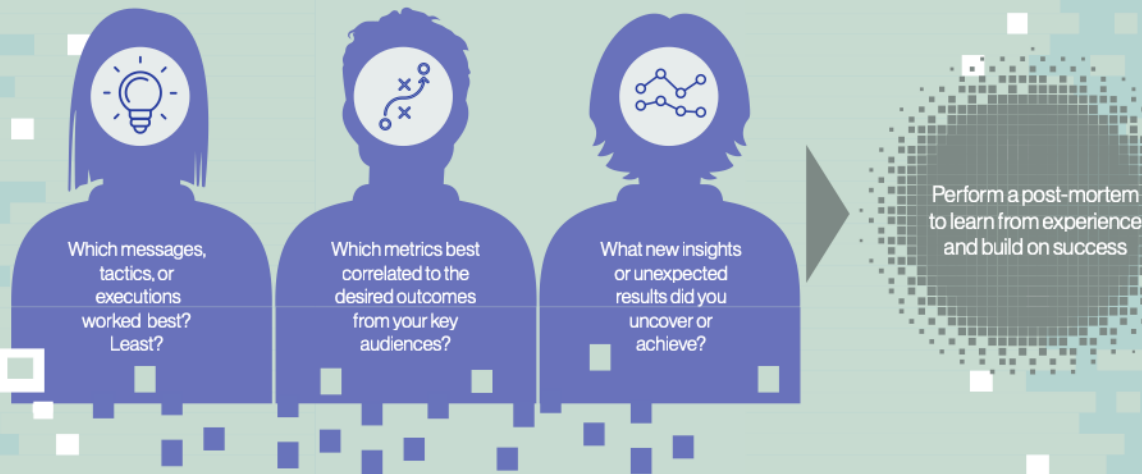 Which messages,
tactics, or
executions
worked best?
Least?
Which metrics best
correlated to the
desired outcomes
from your key
audiences?
What new insights
or unexpected
results did you
uncover or
achieve?
Perform a post-mortem
to learn from experience
and build on success